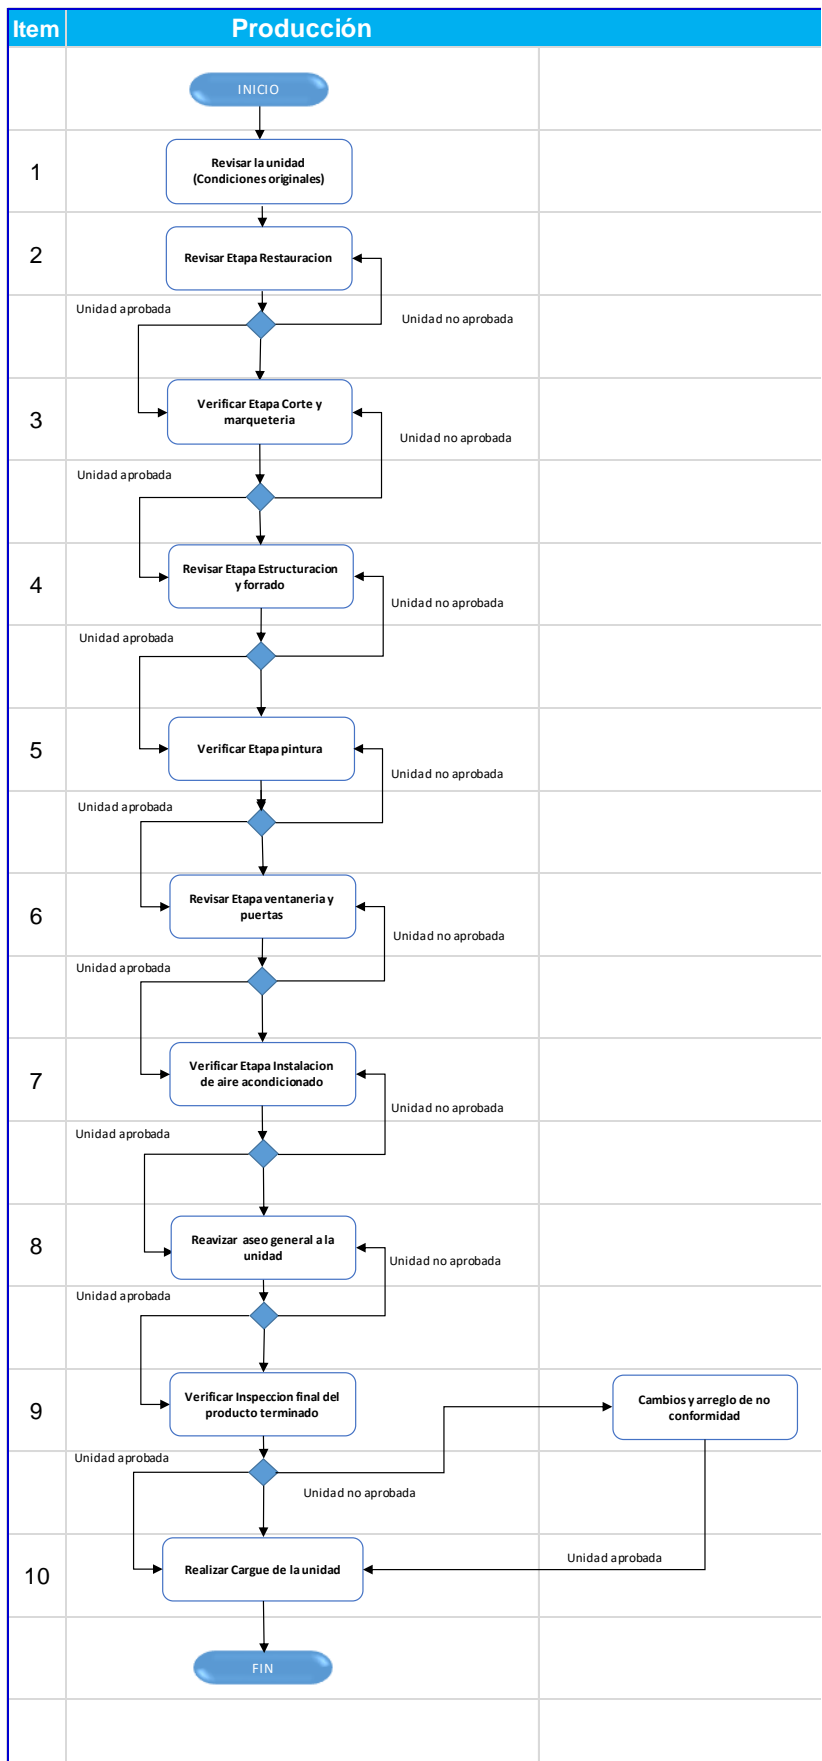 Item Producción
INICIO
1
Revisar la unidad
(Condiciones originales)
2
Revisar Etapa Restauracion
Unidad aprobada
Unidad no aprobada
3
Verificar Etapa Corte y
marqueteria
Unidad no aprobada
Unidad aprobada
4
Revisar Etapa Estructuracion
y forrado
Unidad no aprobada
Unidad aprobada
5
Verificar Etapa pintura
Unidad no aprobada
Unidad aprobada
6
Revisar Etapa ventaneria y
puertas
Unidad no aprobada
Unidad aprobada
7
Verificar Etapa Instalacion
de aire acondicionado
Unidad no aprobada
Unidad aprobada
8
Reavizar aseo general a la
unidad
Unidad no aprobada
Unidad aprobada
9
Verificar Inspeccion final del
producto terminado
Cambios y arreglo de no
conformidad
Unidad aprobada
Unidad no aprobada
10
Realizar Cargue de la unidad
Unidad aprobada
FIN